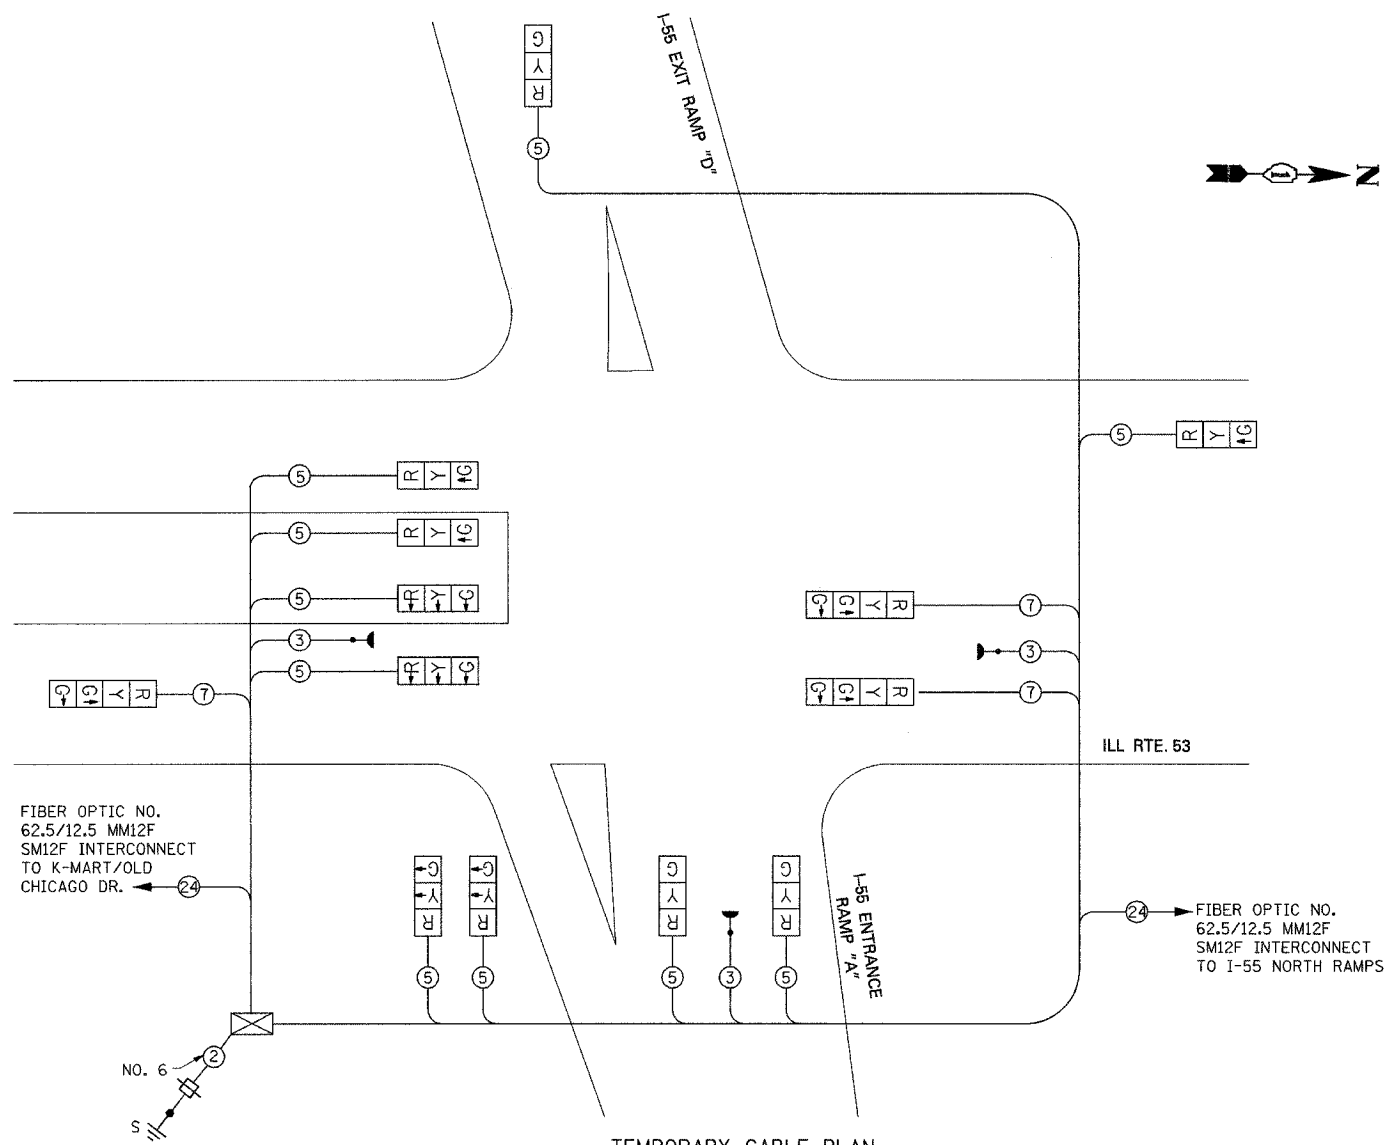 G
Y
R
5
I-55 EXIT RAMP "D"
N
5
R Y G
5
R Y G
5
R Y G
5
R Y G
3
5
R Y G
G G Y R
7
G G Y R
7
3
G G Y R
7
ILL RTE. 53
FIBER OPTIC NO.
62.5/12.5 MM12F
SM12F INTERCONNECT
TO K-MART/OLD
CHICAGO DR.
24
G
Y
R
5
G
Y
R
5
G
Y
R
5
3
G
Y
R
5
I-55 ENTRANCE
RAMP "A"
24
FIBER OPTIC NO.
62.5/12.5 MM12F
SM12F INTERCONNECT
TO I-55 NORTH RAMPS
NO. 6
2
S
TEMPORARY CABLE PLAN